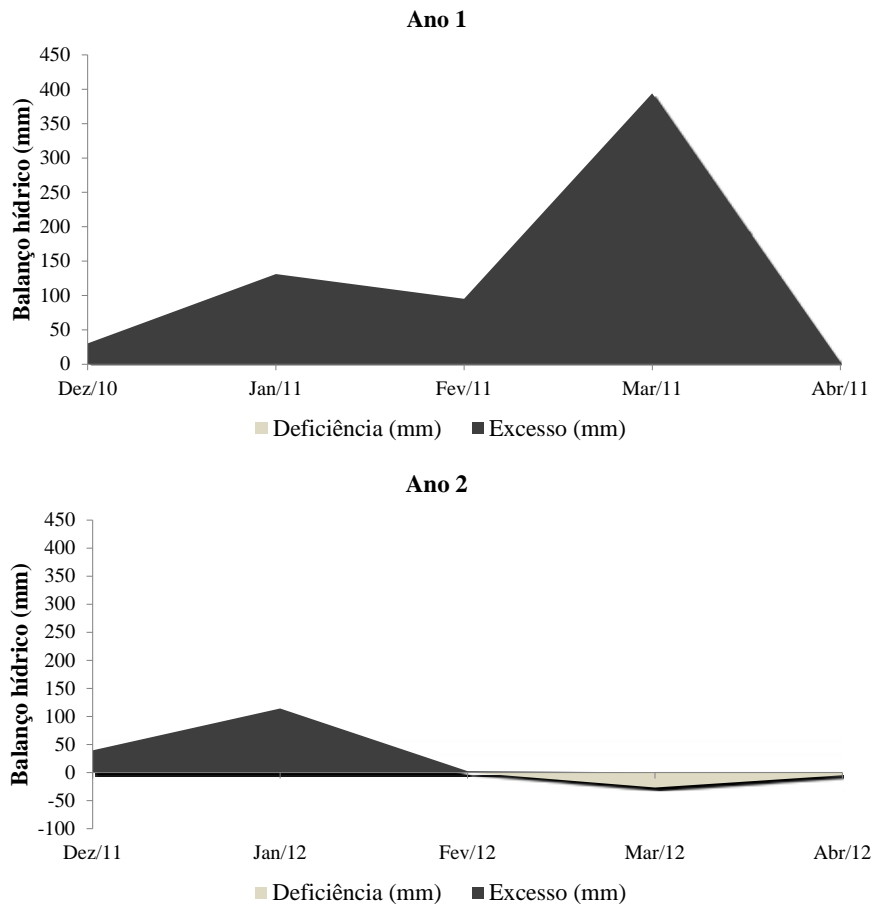 Ano 1
Balanço hídrico (mm)
450
400
350
300
250
200
150
100
50
0
Dez/10 Jan/11 Fev/11 Mar/11 Abr/11
Deficiência (mm) Excesso (mm)
Ano 2
Balanço hídrico (mm)
450
400
350
300
250
200
150
100
50
0
-50
-100
Dez/11 Jan/12 Fev/12 Mar/12 Abr/12
Deficiência (mm) Excesso (mm)